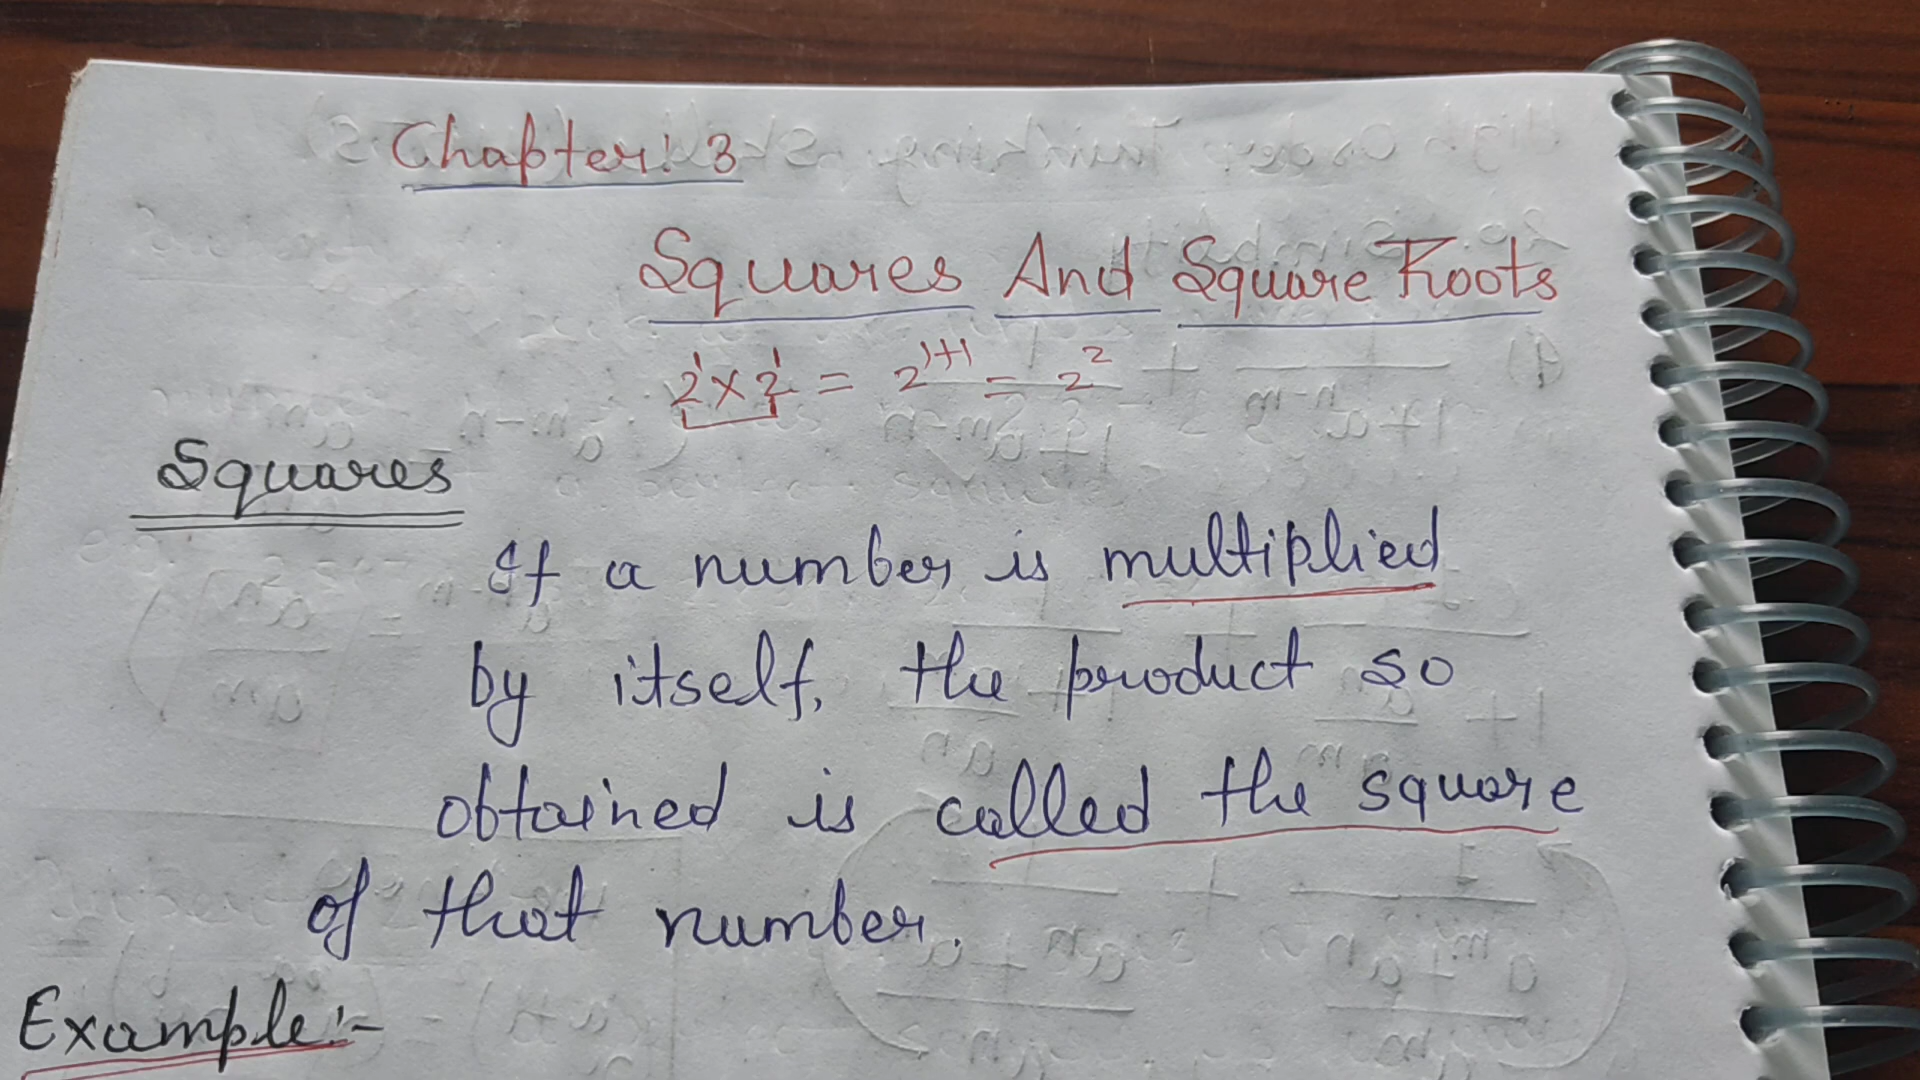 Chapter: 3
Squares And Square Roots
2¹ × 2¹ = 2¹⁺¹ = 2²
Squares
If a number is multiplied
by itself, the product so
obtained is called the square
of that number.
Example:-